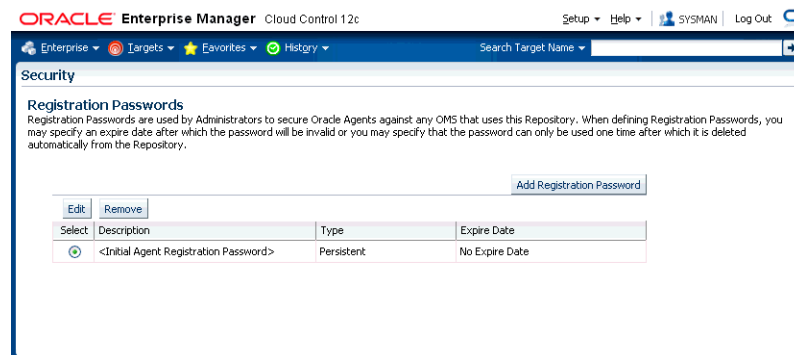 ORACLE Enterprise Manager Cloud Control 12c Setup Help SYSMAN Log Out
Enterprise Targets Favorites History Search Target Name
Security
Registration Passwords
Registration Passwords are used by Administrators to secure Oracle Agents against any OMS that uses this Repository. When defining Registration Passwords, you
may specify an expire date after which the password will be invalid or you may specify that the password can only be used one time after which it is deleted
automatically from the Repository.
Add Registration Password
Edit Remove
Select Description Type Expire Date
<Initial Agent Registration Password> Persistent No Expire Date